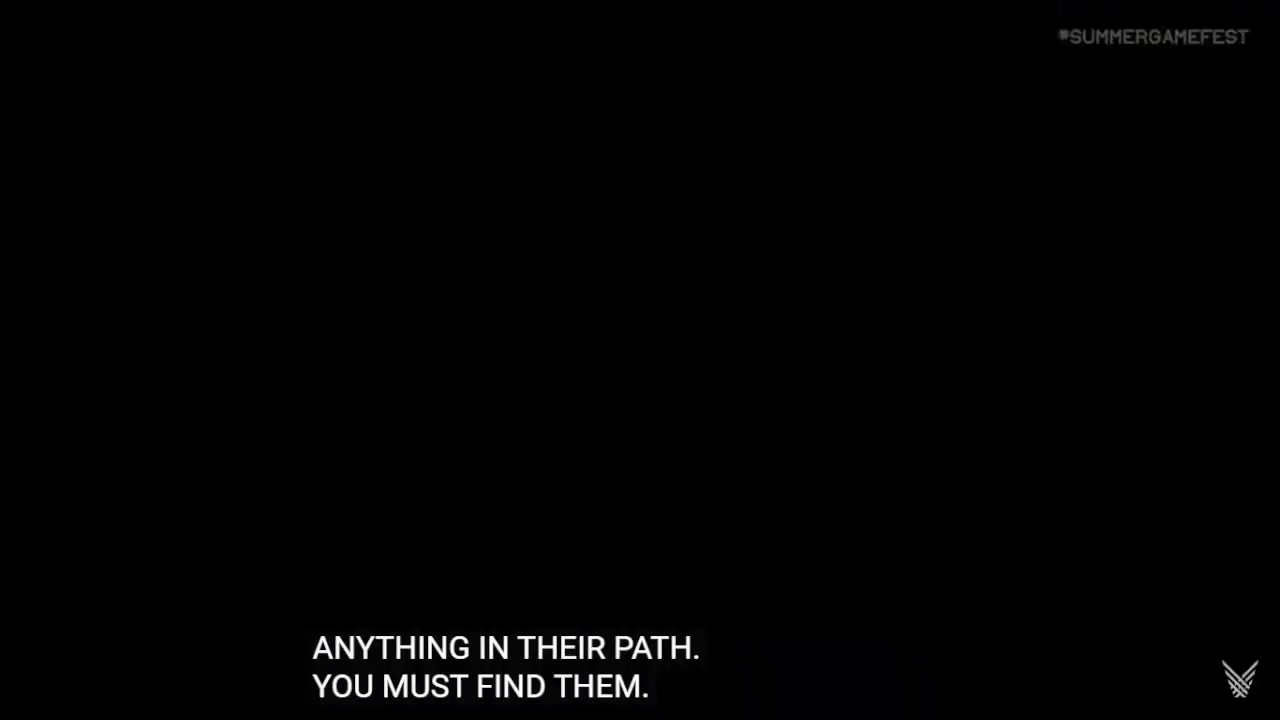 #SUMMERGAMEFEST
ANYTHING IN THEIR PATH.
YOU MUST FIND THEM.